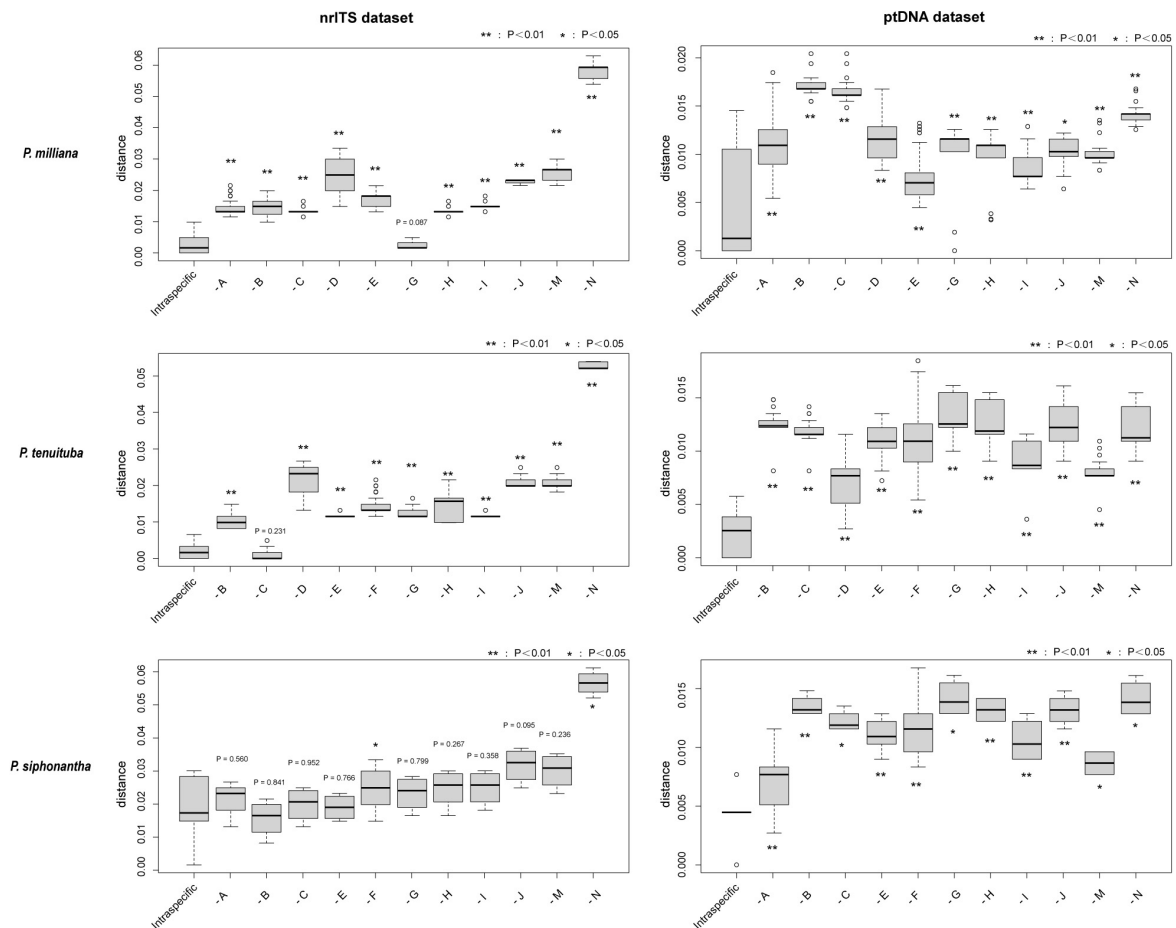 nrITS dataset
ptDNA dataset
** : P<0.01 * : P<0.05
P. milliana
distance
0.06
0.05
0.04
0.03
0.02
0.01
0.00
** ** ** ** ** P = 0.087 ** ** ** ** **
Intraspecific - A - B - C - D - E - G - H - I - J - M - N
** : P<0.01 * : P<0.05
distance
0.020
0.015
0.010
0.005
0.000
** ** ** ** ** ** ** ** * ** **
Intraspecific - A - B - C - D - E - G - H - I - J - M - N
** : P<0.01 * : P<0.05
P. tenuituba
distance
0.05
0.04
0.03
0.02
0.01
0.00
** P = 0.231 ** ** ** ** ** ** ** ** **
Intraspecific - B - C - D - E - F - G - H - I - J - M - N
** : P<0.01 * : P<0.05
distance
0.015
0.010
0.005
0.000
** ** ** ** ** ** ** ** ** ** **
Intraspecific - B - C - D - E - F - G - H - I - J - M - N
** : P<0.01 * : P<0.05
P. siphonantha
distance
0.06
0.05
0.04
0.03
0.02
0.01
0.00
P = 0.560 P = 0.841 P = 0.952 P = 0.766 * P = 0.799 P = 0.267 P = 0.358 P = 0.095 P = 0.236 *
Intraspecific - A - B - C - E - F - G - H - I - J - M - N
** : P<0.01 * : P<0.05
distance
0.015
0.010
0.005
0.000
** ** * ** ** * ** ** ** * *
Intraspecific - A - B - C - E - F - G - H - I - J - M - N